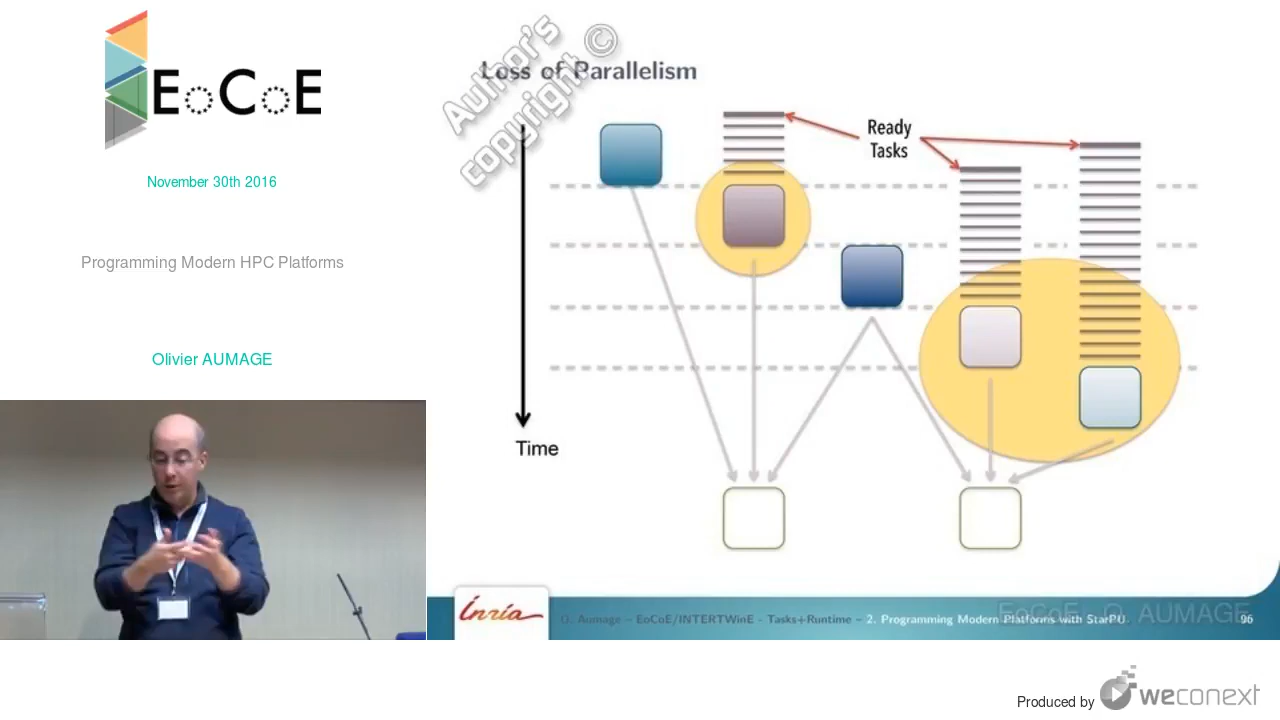 EoCoE
November 30th 2016
Programming Modern HPC Platforms
Olivier AUMAGE
Author's
copyright ©
Loss of Parallelism
Ready
Tasks
Time
Inria
O. Aumage – EoCoE/INTERTWinE - Tasks+Runtime – 2. Programming Modern Platforms with StarPU
EoCoE O. AUMAGE
96
Produced by weconext